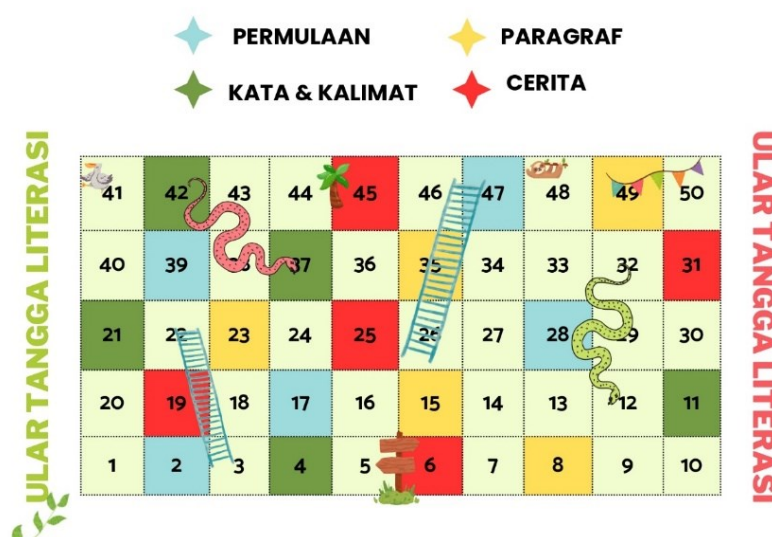 PERMULAAN PARAGRAF
KATA & KALIMAT CERITA
ULAR TANGGA LITERASI
ULAR TANGGA LITERASI
41 42 43 44 45 46 47 48 49 50
40 39 38 37 36 35 34 33 32 31
21 22 23 24 25 26 27 28 29 30
20 19 18 17 16 15 14 13 12 11
1 2 3 4 5 6 7 8 9 10